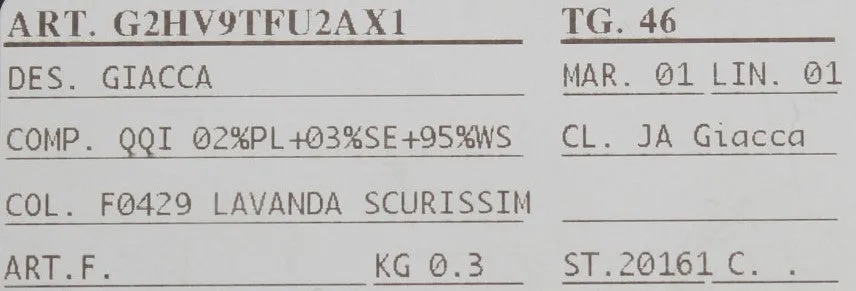 ART. G2HV9TFU2AX1 TG. 46
DES. GIACCA MAR. 01 LIN. 01
COMP. QQI 02%PL+03%SE+95%WS CL. JA Giacca
COL. F0429 LAVANDA SCURISSIM
ART.F. KG 0.3 ST.20161 C. .